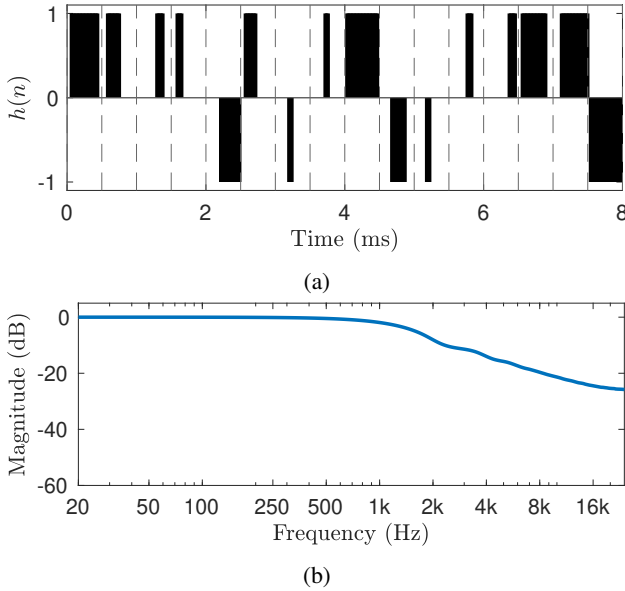 1
0
-1
h(n)
0 2 4 6 8
Time (ms)
(a)
0
-20
-40
-60
Magnitude (dB)
20 50 100 250 500 1k 2k 4k 8k 16k
Frequency (Hz)
(b)